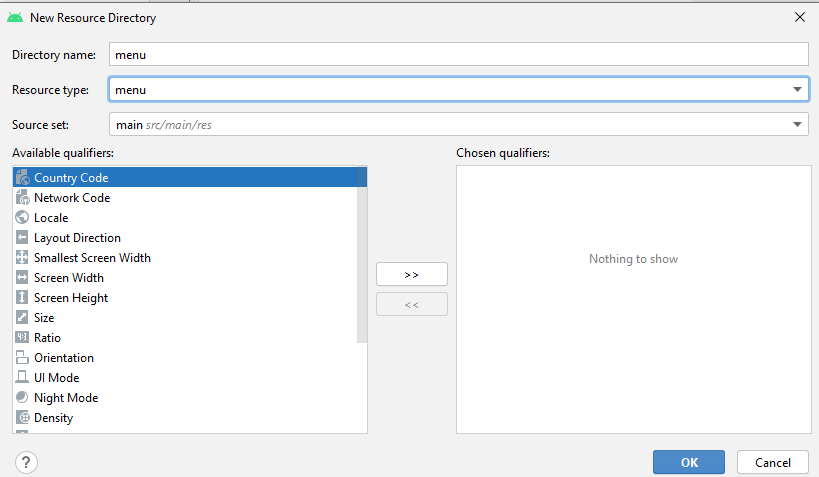 New Resource Directory
Directory name: menu
Resource type: menu
Source set: main src/main/res
Available qualifiers: Chosen qualifiers:
Country Code
Network Code
Locale
Layout Direction
Smallest Screen Width
Screen Width
Screen Height
Size
Ratio
Orientation
UI Mode
Night Mode
Density
>>
<<
Nothing to show
?
OK Cancel